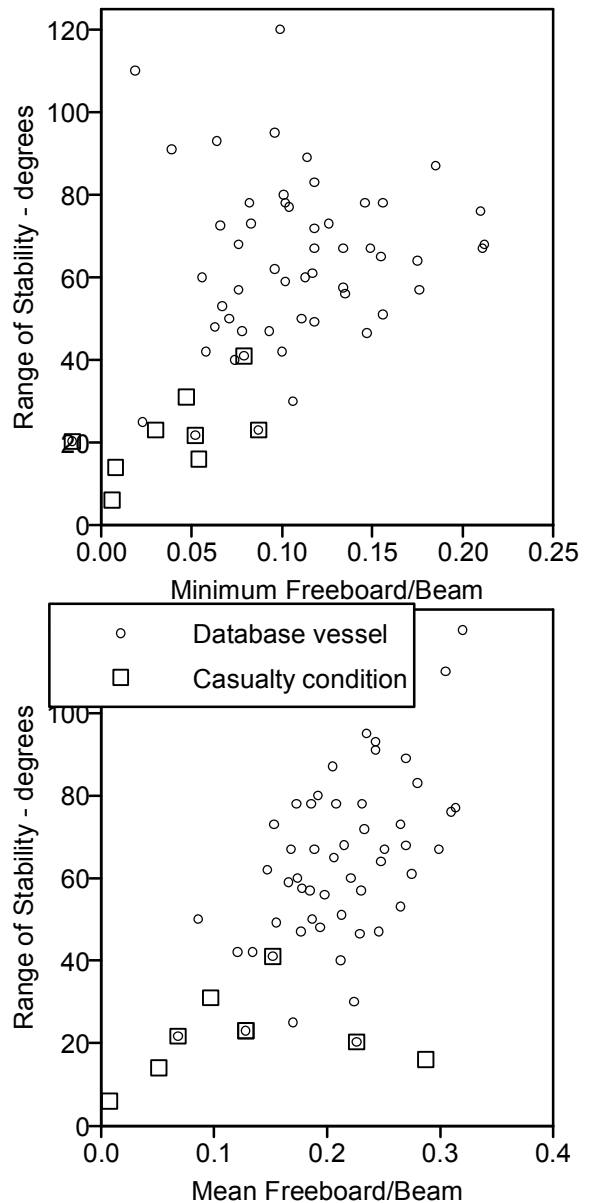 120
100
80
60
40
20
0
Range of Stability - degrees
0.00 0.05 0.10 0.15 0.20 0.25
Minimum Freeboard/Beam
Database vessel
Casualty condition
100
80
60
40
20
0
Range of Stability - degrees
0.0 0.1 0.2 0.3 0.4
Mean Freeboard/Beam